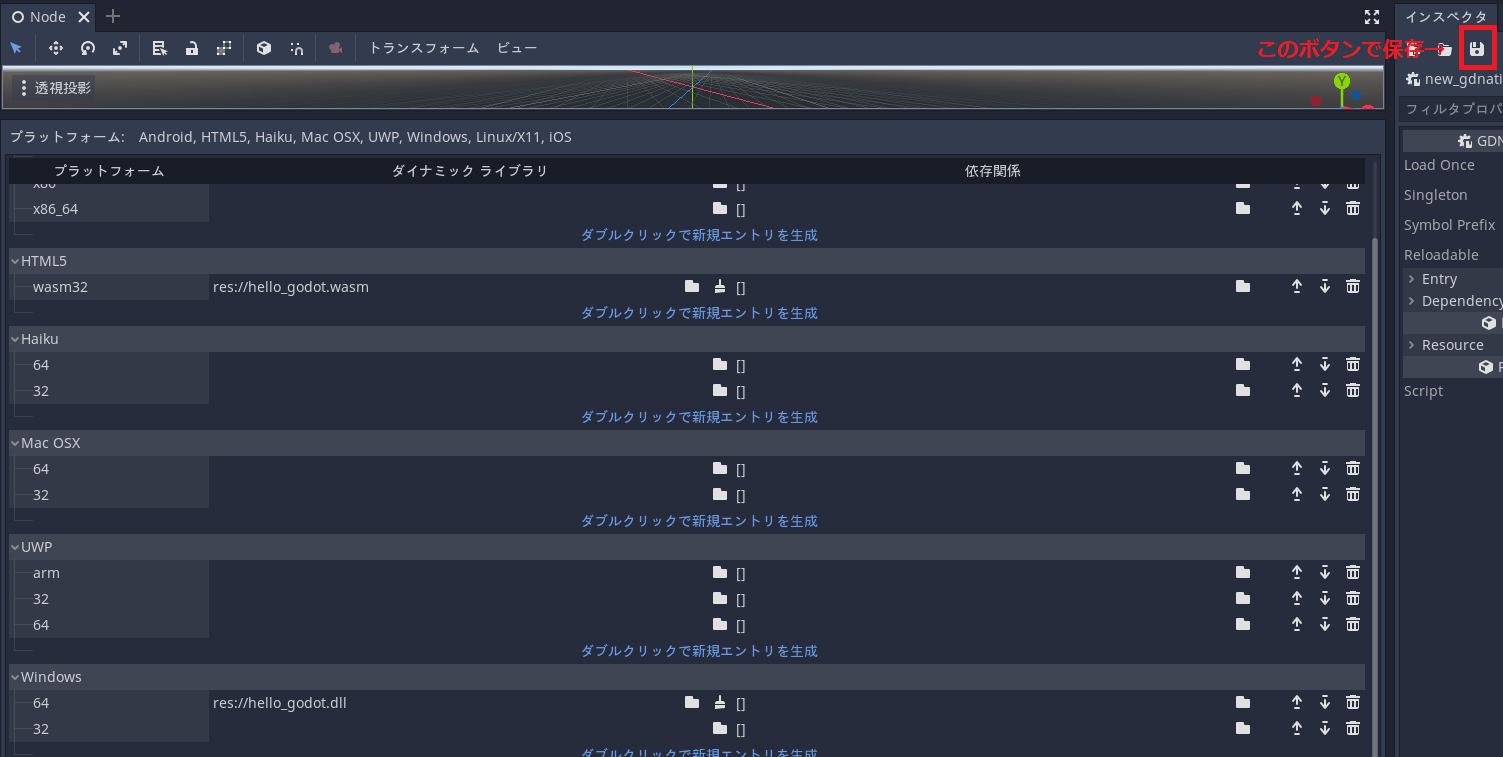 Node
インスペクタ
トランスフォーム ビュー
このボタンで保存→
透視投影
Y
new_gdnati
フィルタプロパ
プラットフォーム: Android, HTML5, Haiku, Mac OSX, UWP, Windows, Linux/X11, iOS
プラットフォーム ダイナミック ライブラリ 依存関係
GDN
x86 []
Load Once
x86_64 []
Singleton
ダブルクリックで新規エントリを生成
Symbol Prefix
HTML5
Reloadable
wasm32 res://hello_godot.wasm []
Entry
ダブルクリックで新規エントリを生成
Dependency
Haiku
Resource
64 []
32 []
Script
ダブルクリックで新規エントリを生成
Mac OSX
64 []
32 []
ダブルクリックで新規エントリを生成
UWP
arm []
32 []
64 []
ダブルクリックで新規エントリを生成
Windows
64 res://hello_godot.dll []
32 []
ダブルクリックで新規エントリを生成